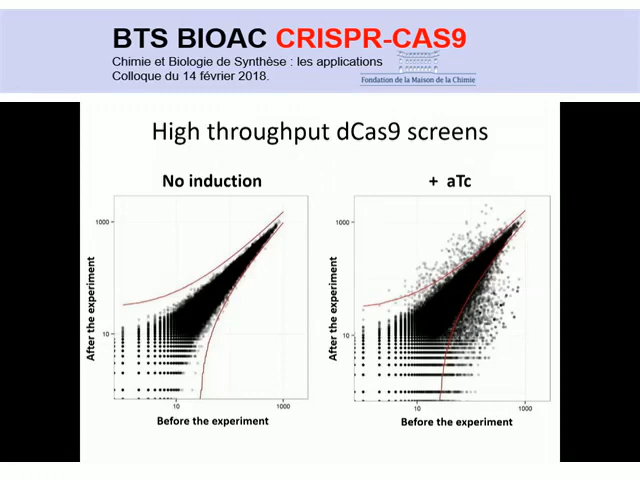 BTS BIOAC CRISPR-CAS9
Chimie et Biologie de Synthèse : les applications
Colloque du 14 février 2018.
Fondation de la Maison de la Chimie
High throughput dCas9 screens
No induction
+ aTc
After the experiment
1000
10
10
1000
Before the experiment
After the experiment
1000
10
10
1000
Before the experiment